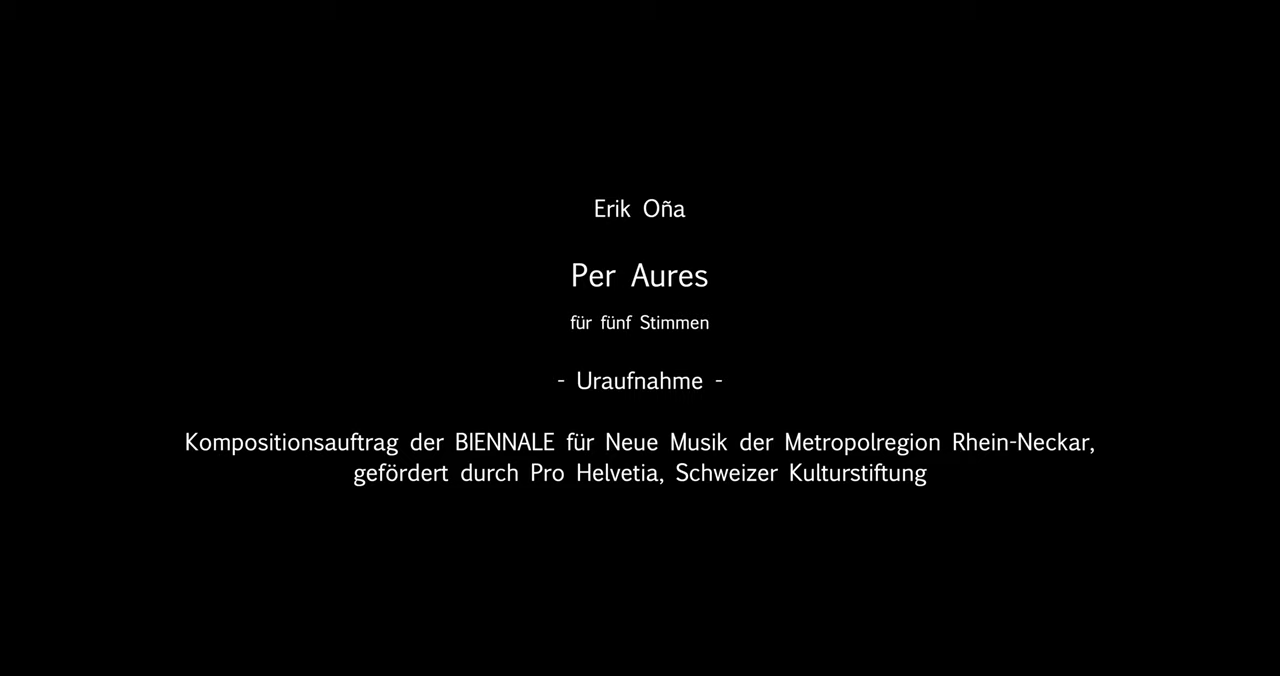 Erik Oña
Per Aures
für fünf Stimmen
- Uraufnahme -
Kompositionsauftrag der BIENNALE für Neue Musik der Metropolregion Rhein-Neckar,
gefördert durch Pro Helvetia, Schweizer Kulturstiftung